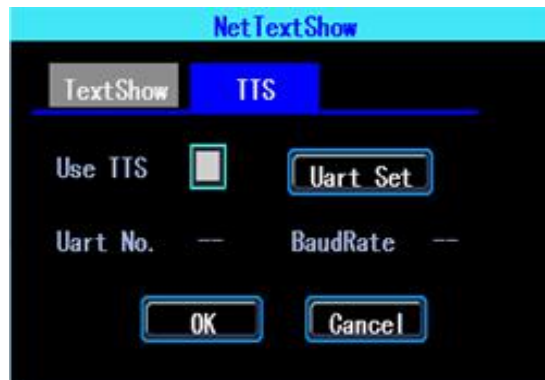 NetTextShow
TextShow TTS
Use TTS Uart Set
Uart No. -- BaudRate --
OK Cancel